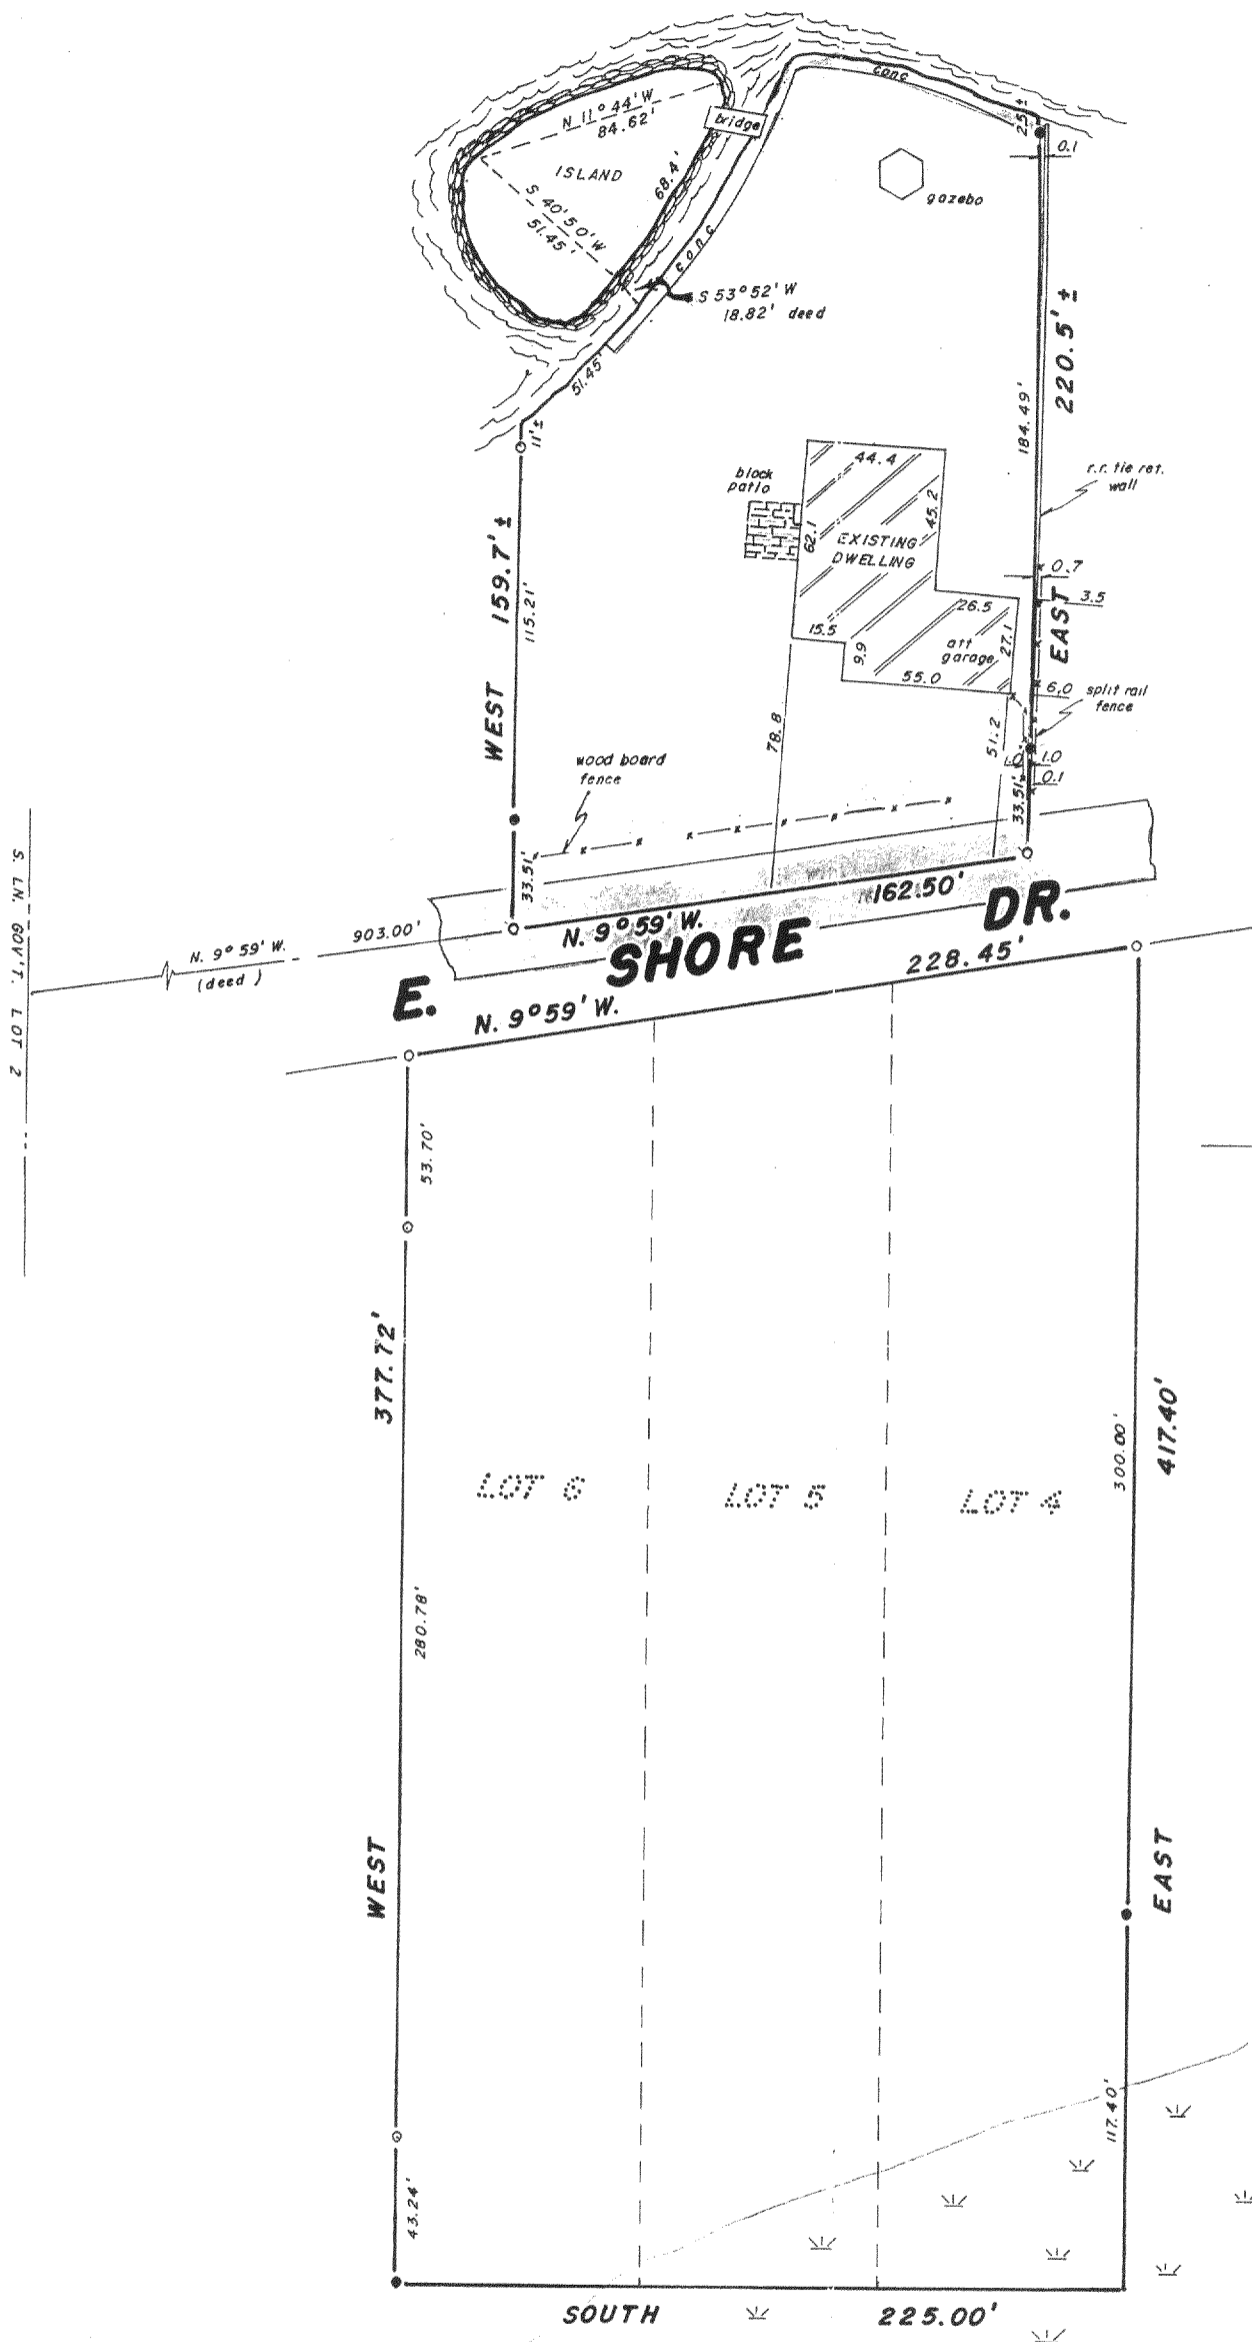 conc
N 11° 44' W
84.62'
bridge
25' ±
0.1
ISLAND
68.4'
S 40°50' W
51.45'
gazebo
conc
S 53° 52' W
18.82' deed
220.5' ±
51.45'
11' ±
184.49'
r.r. tie ret.
wall
block
patio
44.4
45.2
62.1
EXISTING
DWELLING
159.7' ±
115.21'
0.7
3.5
EAST
26.5
15.5
9.9
att
garage
27.1
55.0
6.0
split rail
fence
WEST
78.8
51.2
1.0
1.0
0.1
wood board
fence
33.51'
33.51'
162.50'
N. 9° 59' W.
903.00'
N. 9° 59' W.
(deed)
S. LN. GOV'T. LOT 2
E. SHORE DR.
228.45'
N. 9° 59' W.
53.70'
377.72'
417.40'
300.00'
LOT 6
LOT 5
LOT 4
280.78'
WEST
EAST
117.40'
43.24'
SOUTH
225.00'